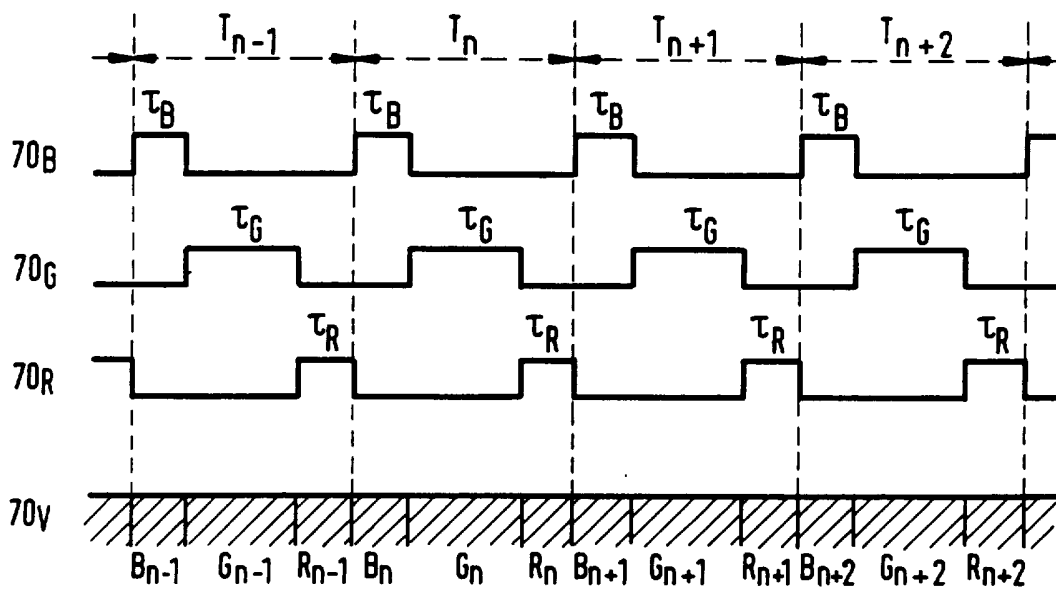 Tn-1 Tn Tn+1 Tn+2
τB τB τB τB
70B
τG τG τG τG
70G
τR τR τR τR
70R
70V
Bn-1 Gn-1 Rn-1 Bn Gn Rn Bn+1 Gn+1 Rn+1 Bn+2 Gn+2 Rn+2